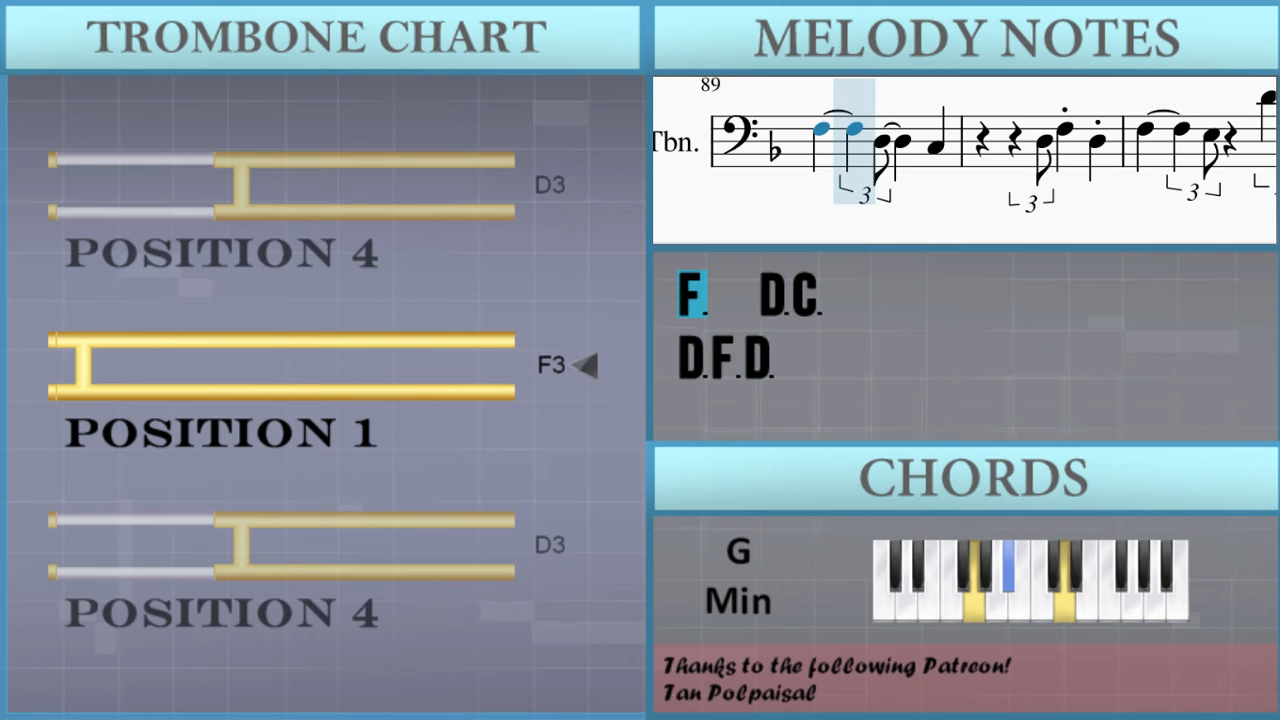 TROMBONE CHART
D3
POSITION 4
F3
POSITION 1
D3
POSITION 4
MELODY NOTES
89
Tbn.
3 3 3
F. D.C.
D.F.D.
CHORDS
G
Min
Thanks to the following Patreon!
Tan Polpaisal